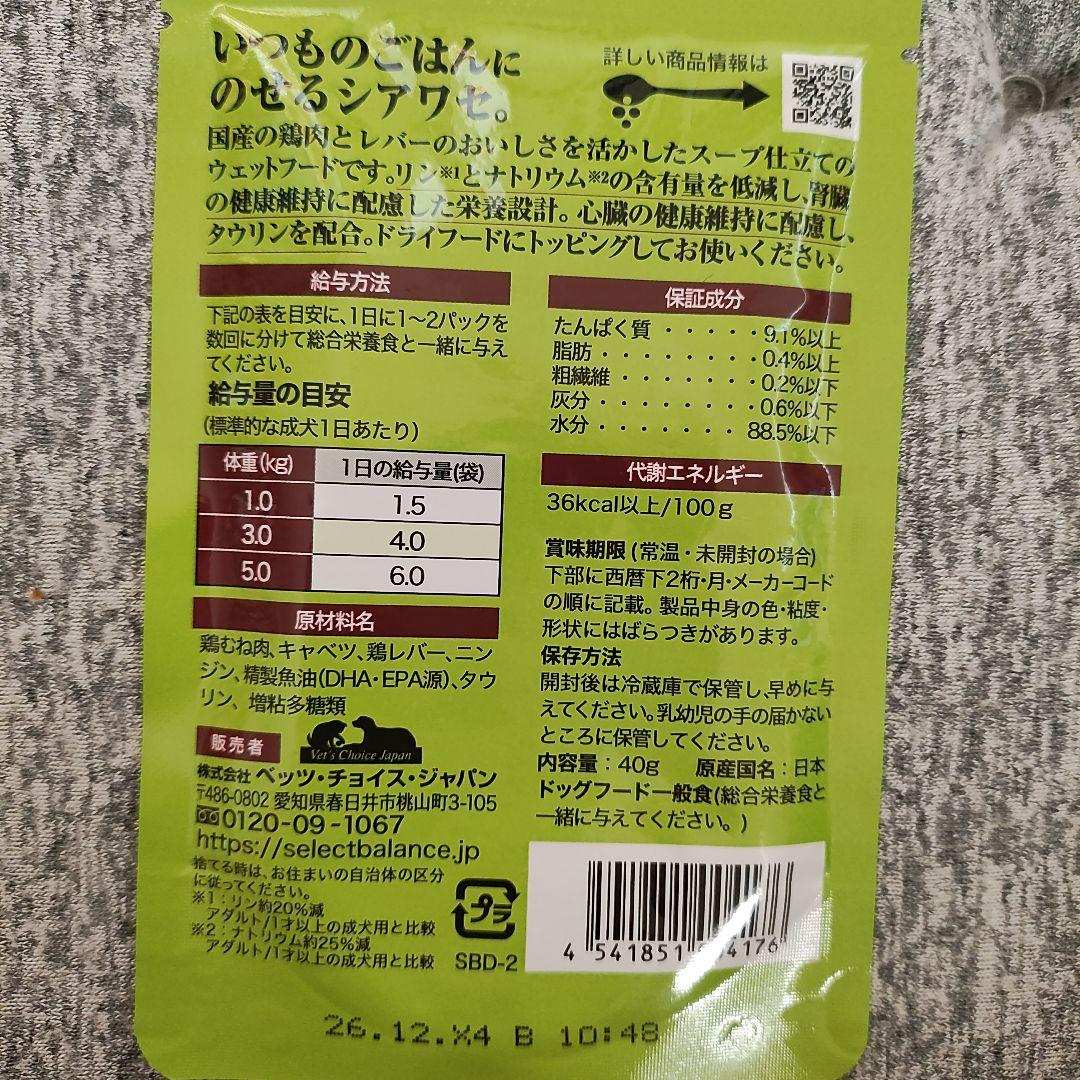 いつものごはんに
のせるシアワセ。
詳しい商品情報は
国産の鶏肉とレバーのおいしさを活かしたスープ仕立ての
ウェットフードです。リン※1とナトリウム※2の含有量を低減し、腎臓
の健康維持に配慮した栄養設計。心臓の健康維持に配慮し、
タウリンを配合。ドライフードにトッピングしてお使いください。
給与方法
下記の表を目安に、1日に1〜2パックを
数回に分けて総合栄養食と一緒に与え
てください。
給与量の目安
(標準的な成犬1日あたり)
体重(kg) 1日の給与量(袋)
1.0 1.5
3.0 4.0
5.0 6.0
原材料名
鶏むね肉、キャベツ、鶏レバー、ニン
ジン、精製魚油(DHA・EPA源)、タウ
リン、増粘多糖類
販売者
Vet's Choice Japan
株式会社 ベッツ・チョイス・ジャパン
〒486-0802 愛知県春日井市桃山町3-105
0120-09-1067
https://selectbalance.jp
捨てる時は、お住まいの自治体の区分
に従ってください。
※1：リン約20%減
アダルト/1才以上の成犬用と比較
※2：ナトリウム約25%減
アダルト/1才以上の成犬用と比較
プラ
SBD-2
保証成分
たんぱく質・・・・・9.1%以上
脂肪・・・・・・・・0.4%以上
粗繊維・・・・・・・0.2%以下
灰分・・・・・・・・0.6%以下
水分・・・・・・・88.5%以下
代謝エネルギー
36kcal以上/100g
賞味期限(常温・未開封の場合)
下部に西暦下2桁・月・メーカーコード
の順に記載。製品中身の色・粘度・
形状にはばらつきがあります。
保存方法
開封後は冷蔵庫で保管し、早めに与
えてください。乳幼児の手の届かない
ところに保管してください。
内容量：40g 原産国名：日本
ドッグフード一般食(総合栄養食と
一緒に与えてください。)
4 541851
26.12.X4 B 10:48